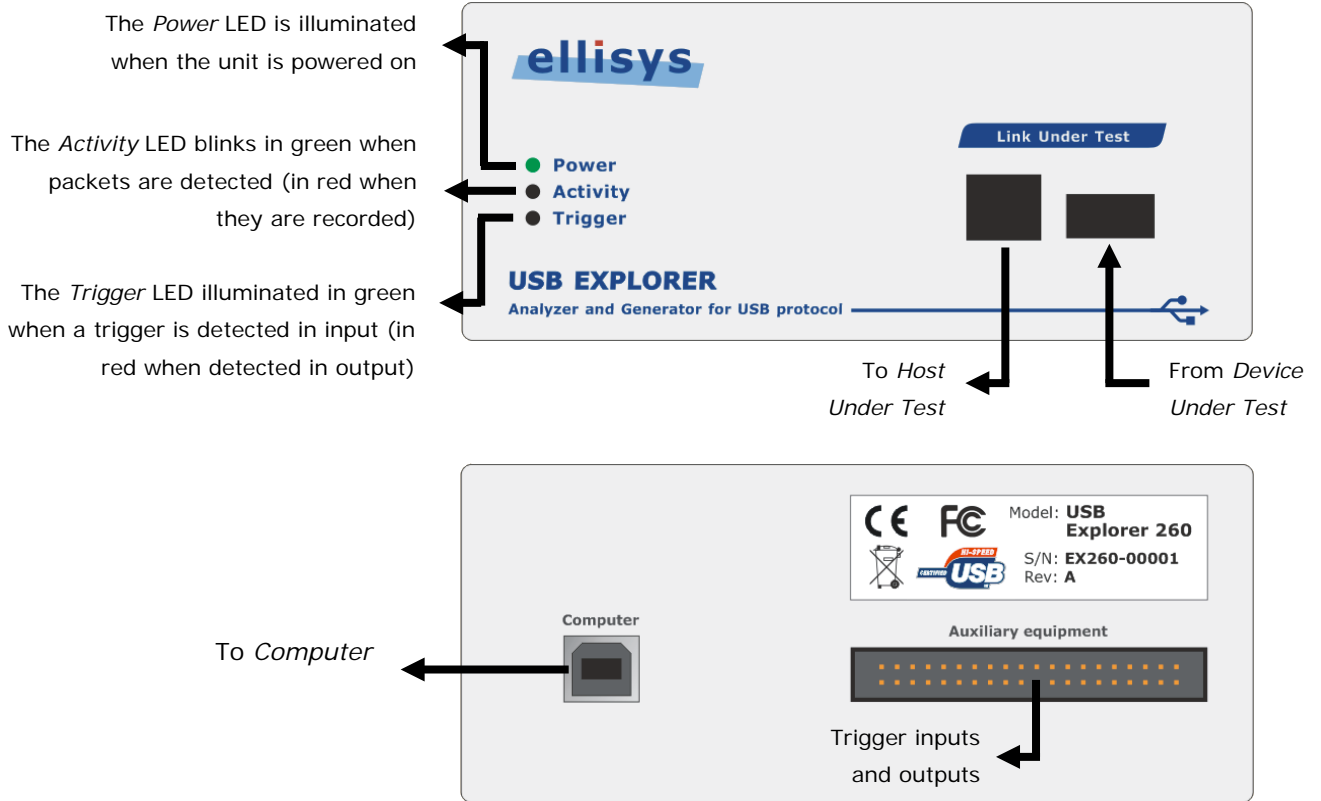 The Power LED is illuminated
when the unit is powered on
The Activity LED blinks in green when
packets are detected (in red when
they are recorded)
The Trigger LED illuminated in green
when a trigger is detected in input (in
red when detected in output)
ellisys
Power
Activity
Trigger
Link Under Test
USB EXPLORER
Analyzer and Generator for USB protocol
To Host
Under Test
From Device
Under Test
CE FC
Model: USB
Explorer 260
HI-SPEED
CERTIFIED USB
S/N: EX260-00001
Rev: A
Computer
To Computer
Auxiliary equipment
Trigger inputs
and outputs